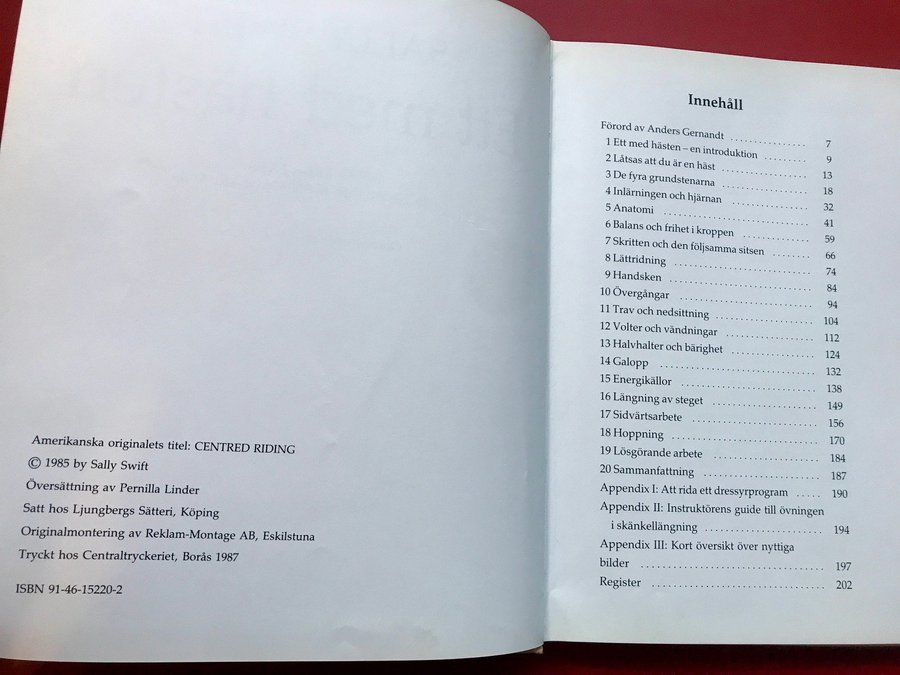 Amerikanska originalets titel: CENTRED RIDING
© 1985 by Sally Swift
Översättning av Pernilla Linder
Satt hos Ljungbergs Sätteri, Köping
Originalmontering av Reklam-Montage AB, Eskilstuna
Tryckt hos Centraltryckeriet, Borås 1987
ISBN 91-46-15220-2
Innehåll
Förord av Anders Gernandt . . . . . . . . . . . . . 7
1 Ett med hästen – en introduktion . . . . . . . 9
2 Låtsas att du är en häst . . . . . . . . . . . . . . 13
3 De fyra grundstenarna . . . . . . . . . . . . . . 18
4 Inlärningen och hjärnan . . . . . . . . . . . . . 32
5 Anatomi . . . . . . . . . . . . . . . . . . . . . . . 41
6 Balans och frihet i kroppen . . . . . . . . . . . 59
7 Skritten och den följsamma sitsen . . . . . . . 66
8 Lättridning . . . . . . . . . . . . . . . . . . . . . 74
9 Handsken . . . . . . . . . . . . . . . . . . . . . . 84
10 Övergångar . . . . . . . . . . . . . . . . . . . . 94
11 Trav och nedsittning . . . . . . . . . . . . . . . 104
12 Volter och vändningar . . . . . . . . . . . . . . 112
13 Halvhalter och bärighet . . . . . . . . . . . . . 124
14 Galopp . . . . . . . . . . . . . . . . . . . . . . . 132
15 Energikällor . . . . . . . . . . . . . . . . . . . . 138
16 Längning av steget . . . . . . . . . . . . . . . . 149
17 Sidvärtsarbete . . . . . . . . . . . . . . . . . . . 156
18 Hoppning . . . . . . . . . . . . . . . . . . . . . . 170
19 Lösgörande arbete . . . . . . . . . . . . . . . . 184
20 Sammanfattning . . . . . . . . . . . . . . . . . . 187
Appendix I: Att rida ett dressyrprogram . . . . . 190
Appendix II: Instruktörens guide till övningen
i skänkellängning . . . . . . . . . . . . . . . . . . 194
Appendix III: Kort översikt över nyttiga
bilder . . . . . . . . . . . . . . . . . . . . . . . . . 197
Register . . . . . . . . . . . . . . . . . . . . . . . . 202